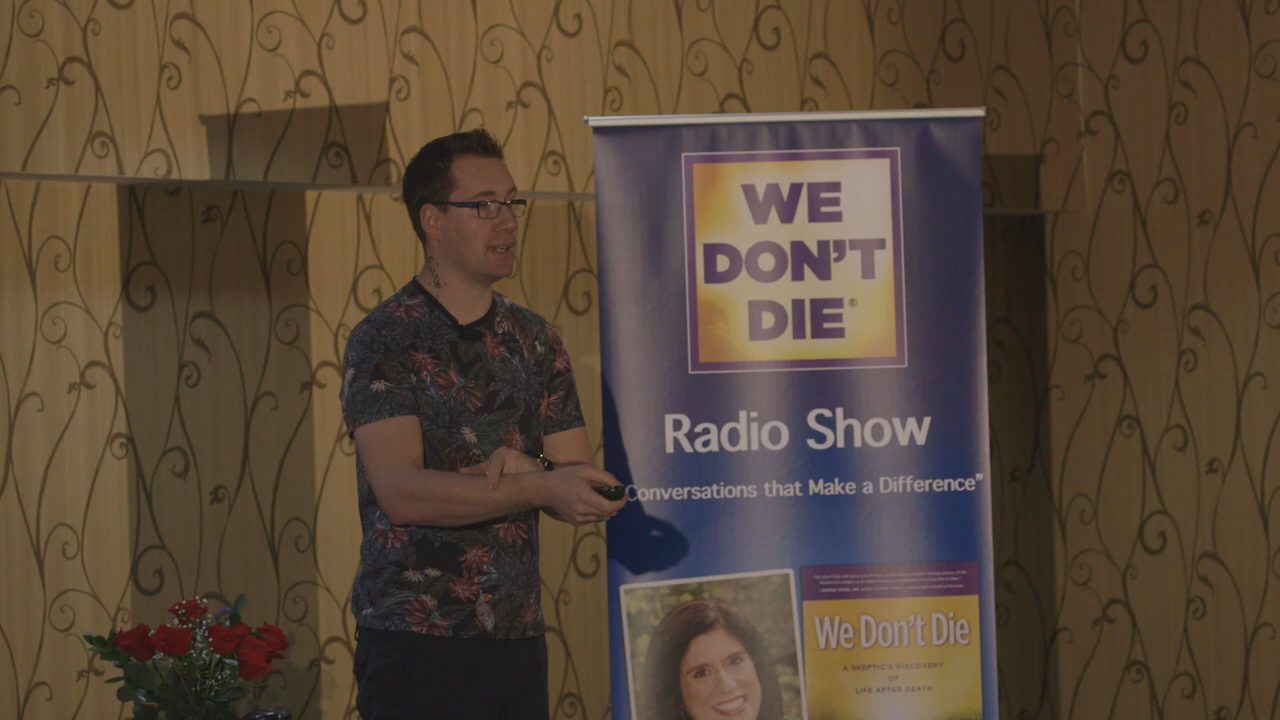 WE
DON'T
DIE®
Radio Show
Conversations that Make a Difference"
We Don't Die
A SKEPTIC'S DISCOVERY
OF
LIFE AFTER DEATH